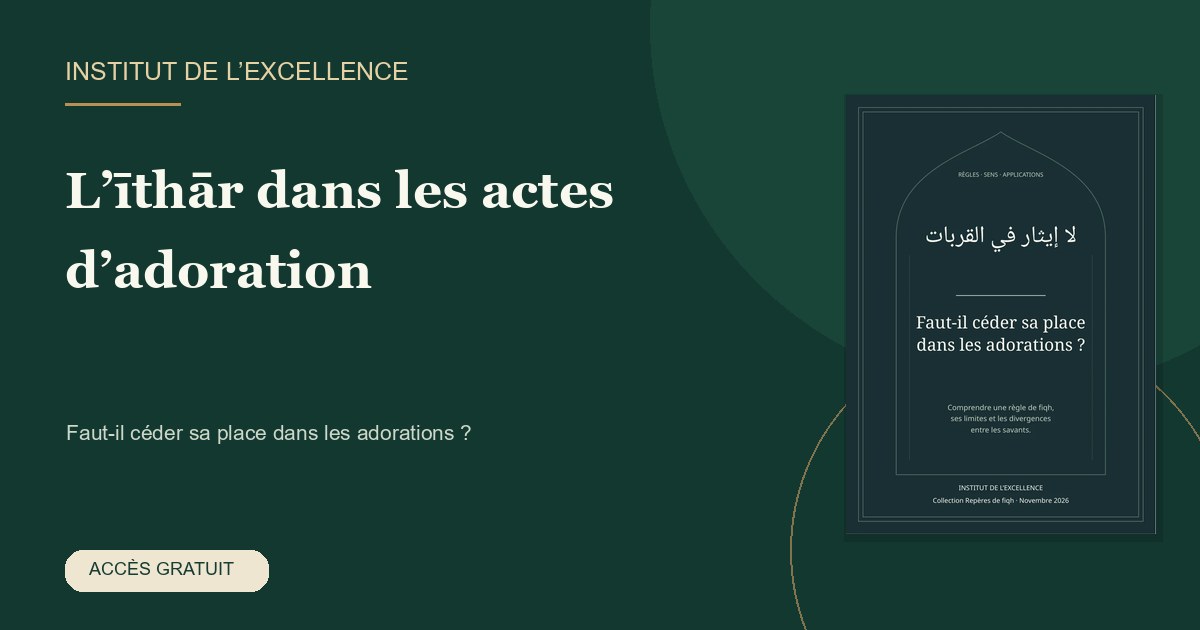 INSTITUT DE L’EXCELLENCE
L’īthār dans les actes
d’adoration
Faut-il céder sa place dans les adorations ?
ACCÈS GRATUIT
RÈGLES · SENS · APPLICATIONS
لا إيثار في القربات
Faut-il céder sa place
dans les adorations ?
Comprendre une règle de fiqh,
ses limites et les divergences
entre les savants.
INSTITUT DE L’EXCELLENCE
Collection Repères de fiqh · Novembre 2026